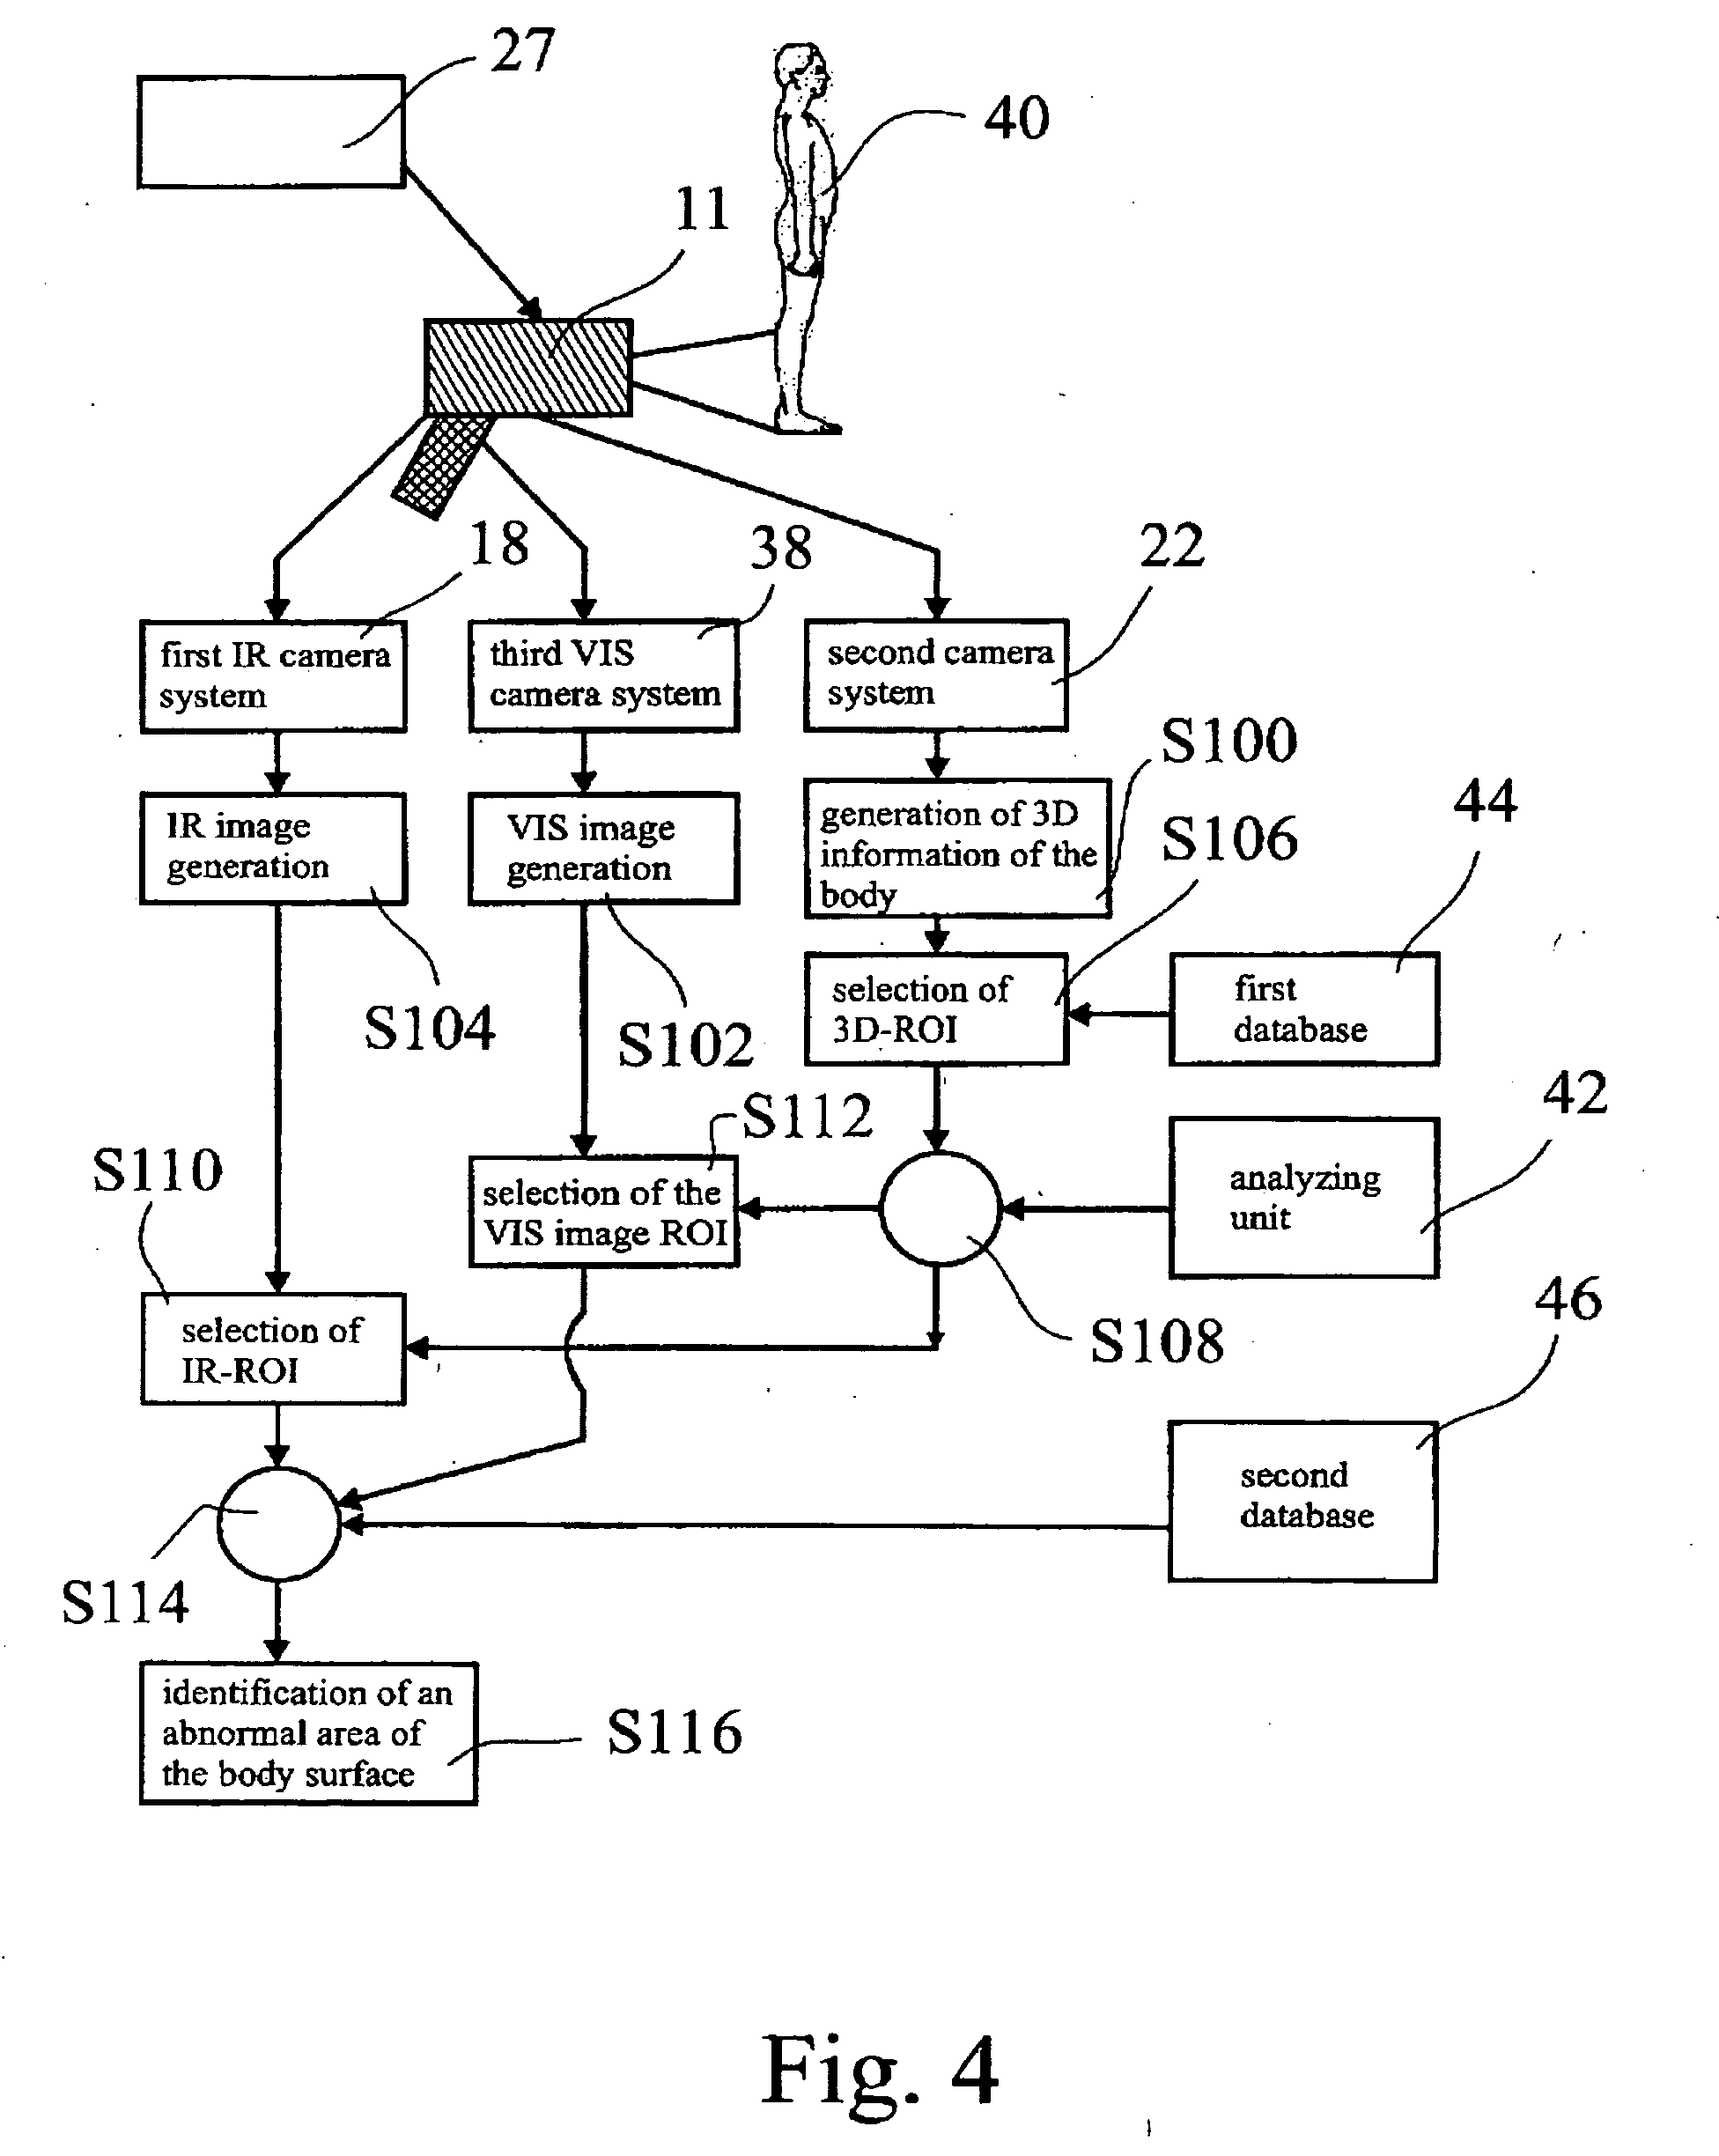 27
40
11
18
38
22
first IR camera
system
third VIS
camera system
second camera
system
S100
IR image
generation
VIS image
generation
generation of 3D
information of the
body
S106
44
S104
S102
selection of
3D-ROI
first
database
42
S112
S110
selection of the
VIS image ROI
analyzing
unit
46
S108
selection of
IR-ROI
second
database
S114
identification of an
abnormal area of
the body surface
S116
Fig. 4